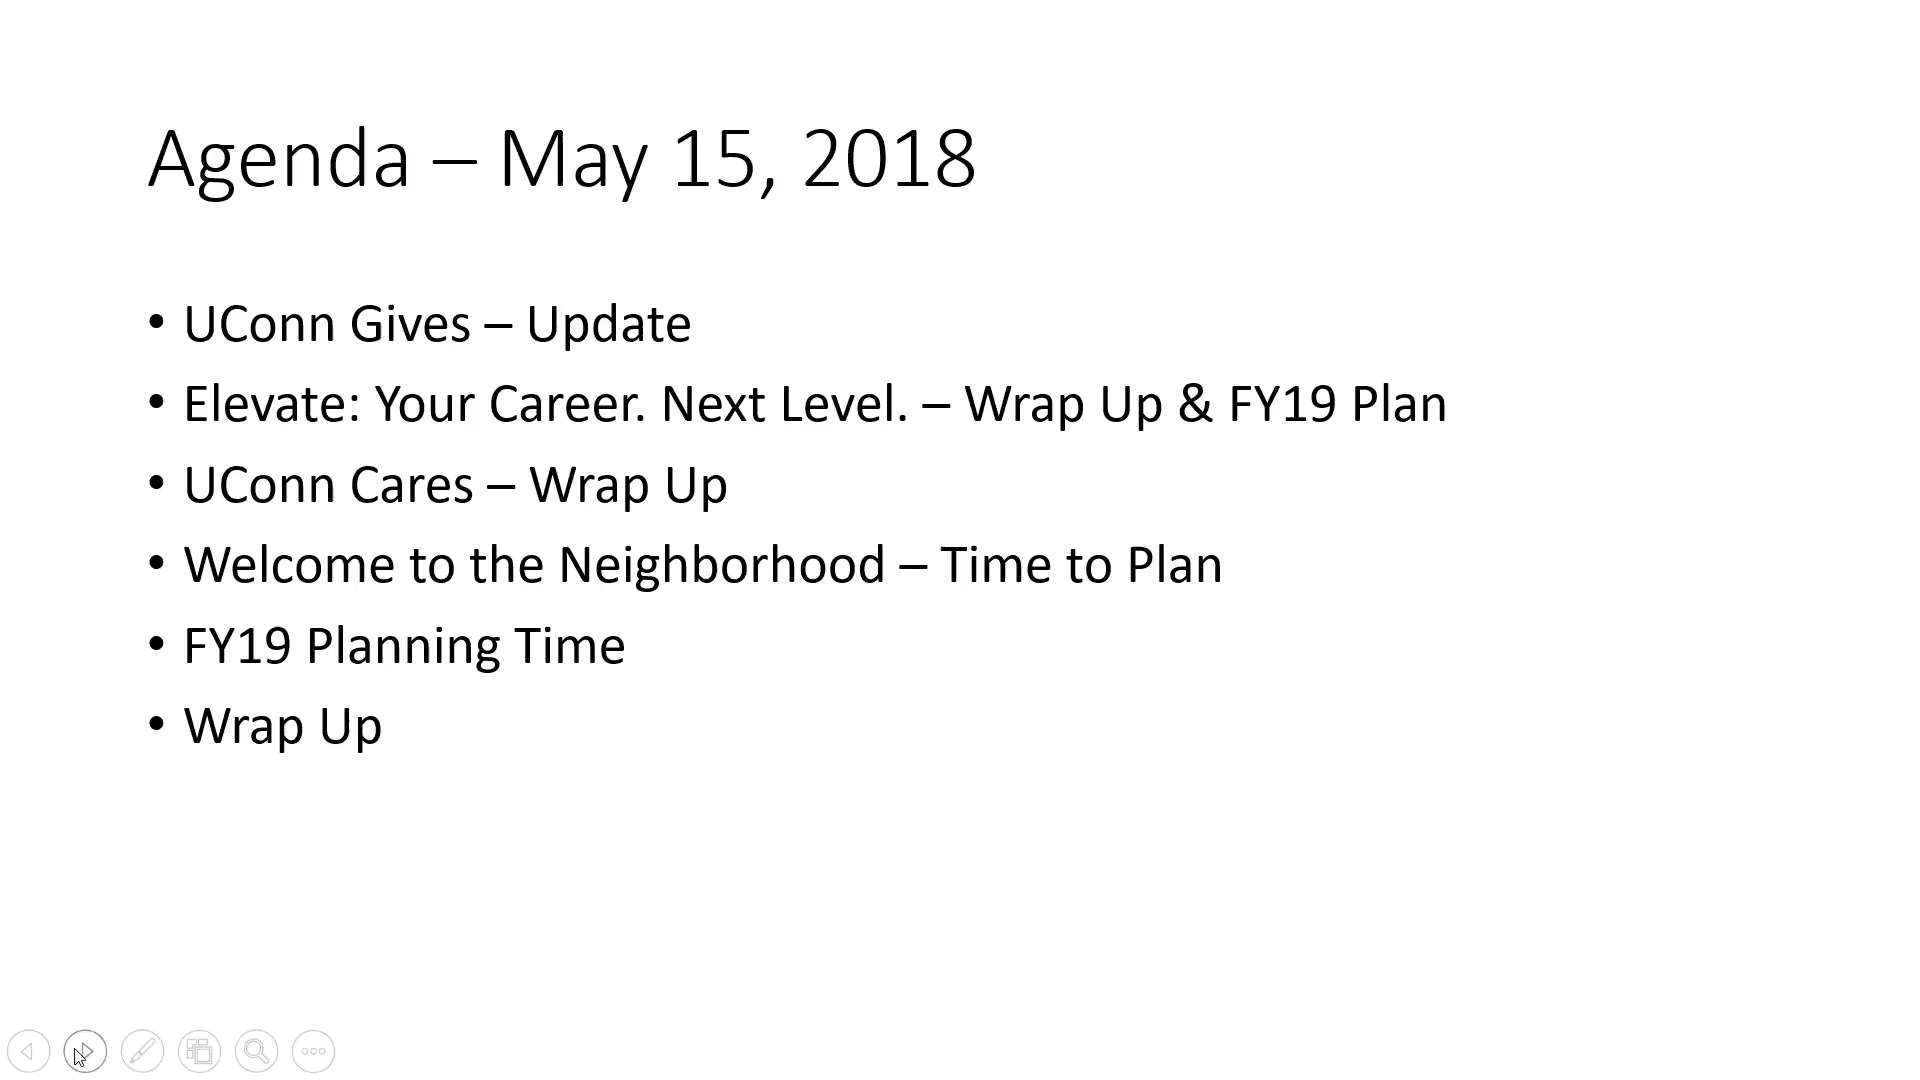 Agenda – May 15, 2018
• UConn Gives – Update
• Elevate: Your Career. Next Level. – Wrap Up & FY19 Plan
• UConn Cares – Wrap Up
• Welcome to the Neighborhood – Time to Plan
• FY19 Planning Time
• Wrap Up